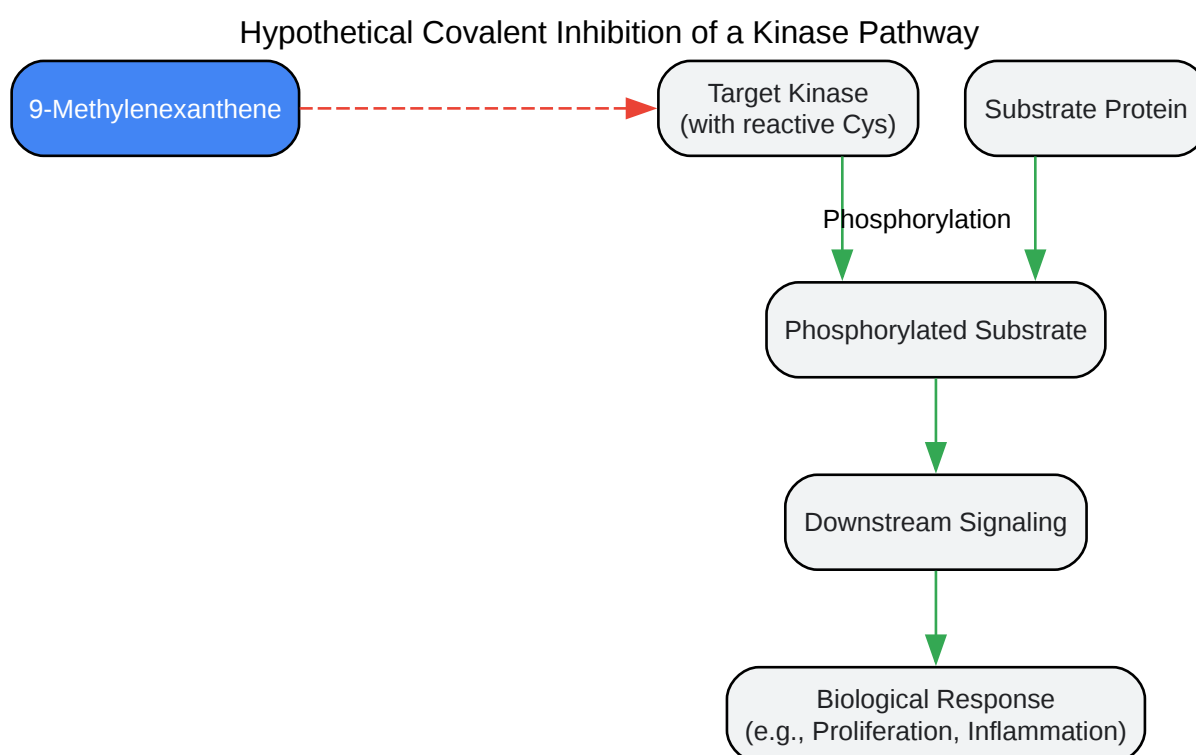 Hypothetical Covalent Inhibition of a Kinase Pathway
9-Methylenexanthene
Target Kinase
(with reactive Cys)
Substrate Protein
Phosphorylation
Phosphorylated Substrate
Downstream Signaling
Biological Response
(e.g., Proliferation, Inflammation)